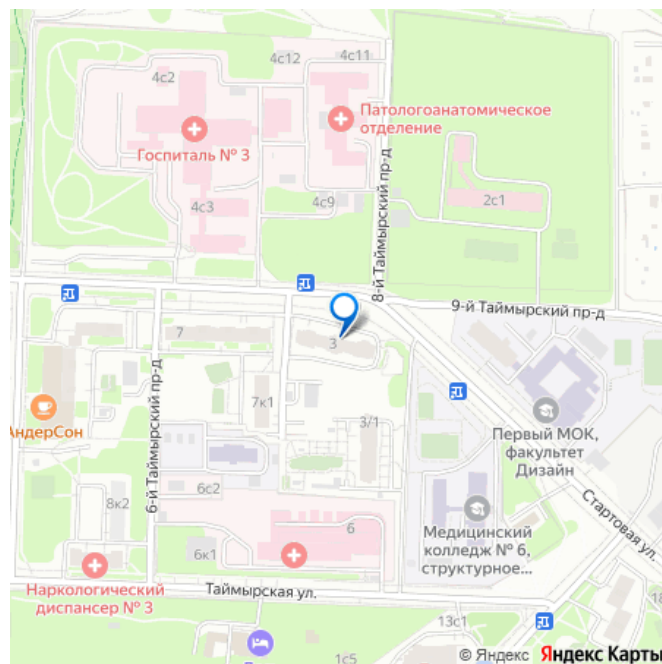 4с12
4с11
4с2
Патологоанатомическое
отделение
Госпиталь № 3
8-й Таймырский пр-д
4с3
4с9
2с1
9-й Таймырский пр-д
7
3
6-й Таймырский пр-д
7к1
АндерСон
3/1
Первый МОК,
факультет
Дизайн
Стартовая ул.
6с2
8к2
6
6к1
Медицинский
колледж № 6,
структурное...
Наркологический
диспансер № 3
Таймырская ул.
13с1
1с5
© Яндекс Яндекс Карты